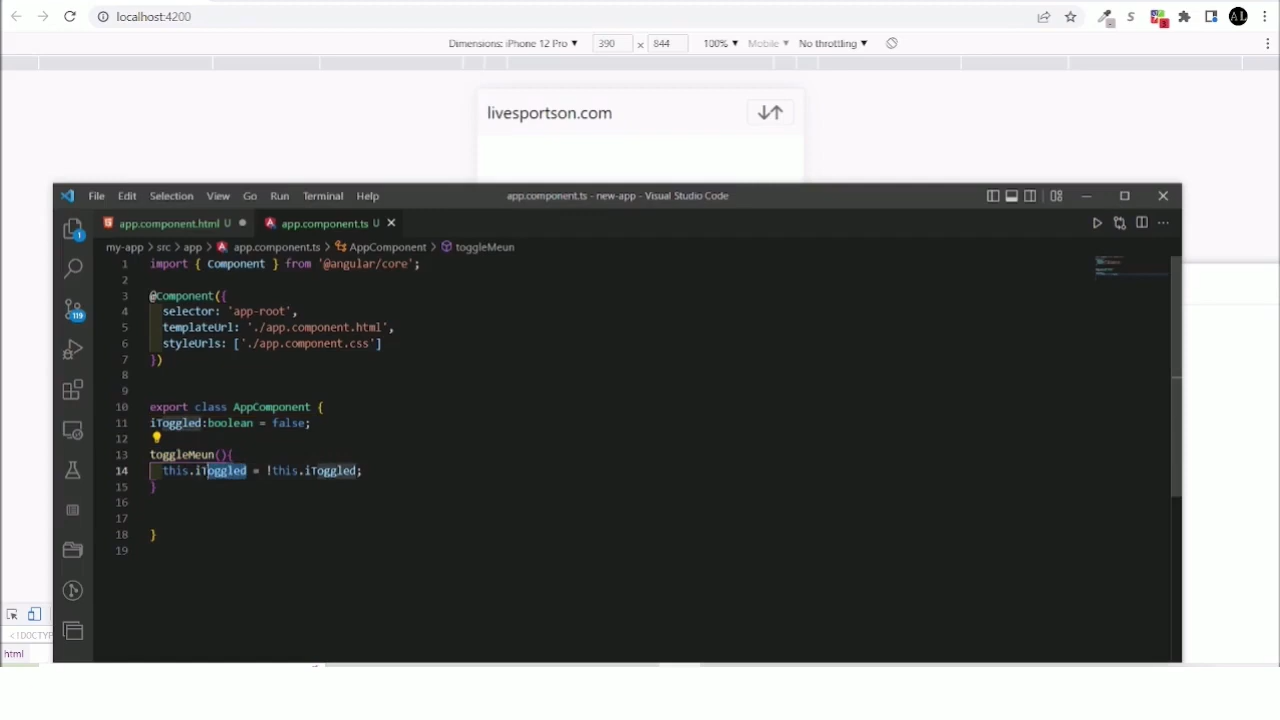 localhost:4200
AL
Dimensions: iPhone 12 Pro ▼ 390 x 844 100% ▼ Mobile ▼ No throttling ▼
livesportson.com
File Edit Selection View Go Run Terminal Help
app.component.ts - new-app - Visual Studio Code
app.component.html U
app.component.ts U
my-app > src > app > app.component.ts > AppComponent > toggleMeun
1 import { Component } from '@angular/core';
2
3 @Component({
4 selector: 'app-root',
5 templateUrl: './app.component.html',
6 styleUrls: ['./app.component.css']
7 })
8
9
10 export class AppComponent {
11 iToggled:boolean = false;
12
13 toggleMeun(){
14 this.iToggled = !this.iToggled;
15 }
16
17
18 }
19
1
119
<!DOCTYP
html